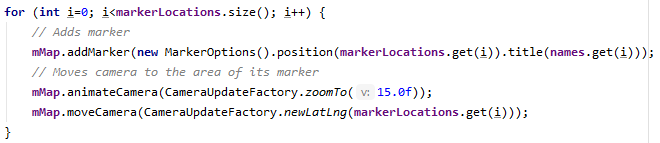 for (int i=0; i<markerLocations.size(); i++) {
// Adds marker
mMap.addMarker(new MarkerOptions().position(markerLocations.get(i)).title(names.get(i)));
// Moves camera to the area of its marker
mMap.animateCamera(CameraUpdateFactory.zoomTo( v: 15.0f));
mMap.moveCamera(CameraUpdateFactory.newLatLng(markerLocations.get(i)));
}